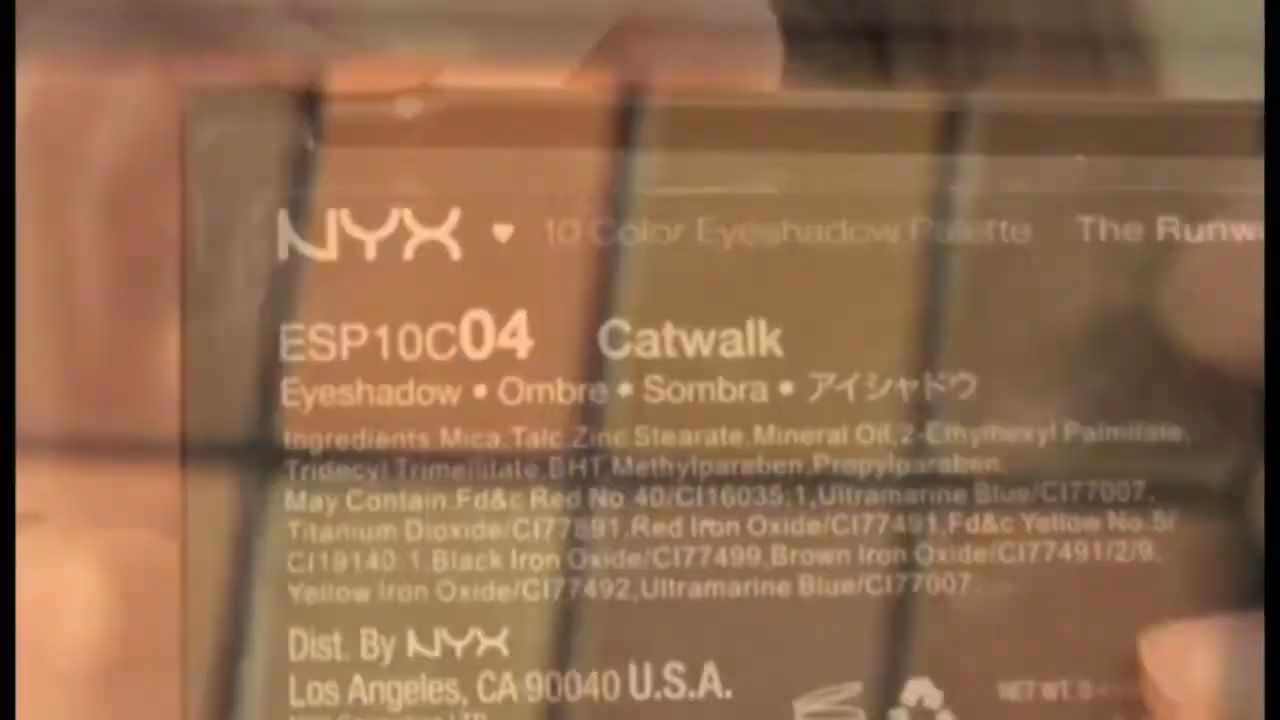 NYX ♥ 10 Color Eyeshadow Palette The Runw
ESP10C04 Catwalk
Eyeshadow • Ombre • Sombra • アイシャドウ
Ingredients Mica,Talc,Zinc Stearate,Mineral Oil,2-Ethylhexyl Palmitate,
Tridecyl Trimellitate,BHT,Methylparaben,Propylparaben.
May Contain Fd&c Red No 40/CI16035:1,Ultramarine Blue/CI77007,
Titanium Dioxide/CI77891,Red Iron Oxide/CI77491,Fd&c Yellow No.5/
CI19140:1,Black Iron Oxide/CI77499,Brown Iron Oxide/CI77491/2/9,
Yellow Iron Oxide/CI77492,Ultramarine Blue/CI77007.
Dist. By NYX
Los Angeles, CA 90040 U.S.A.
NET WT.